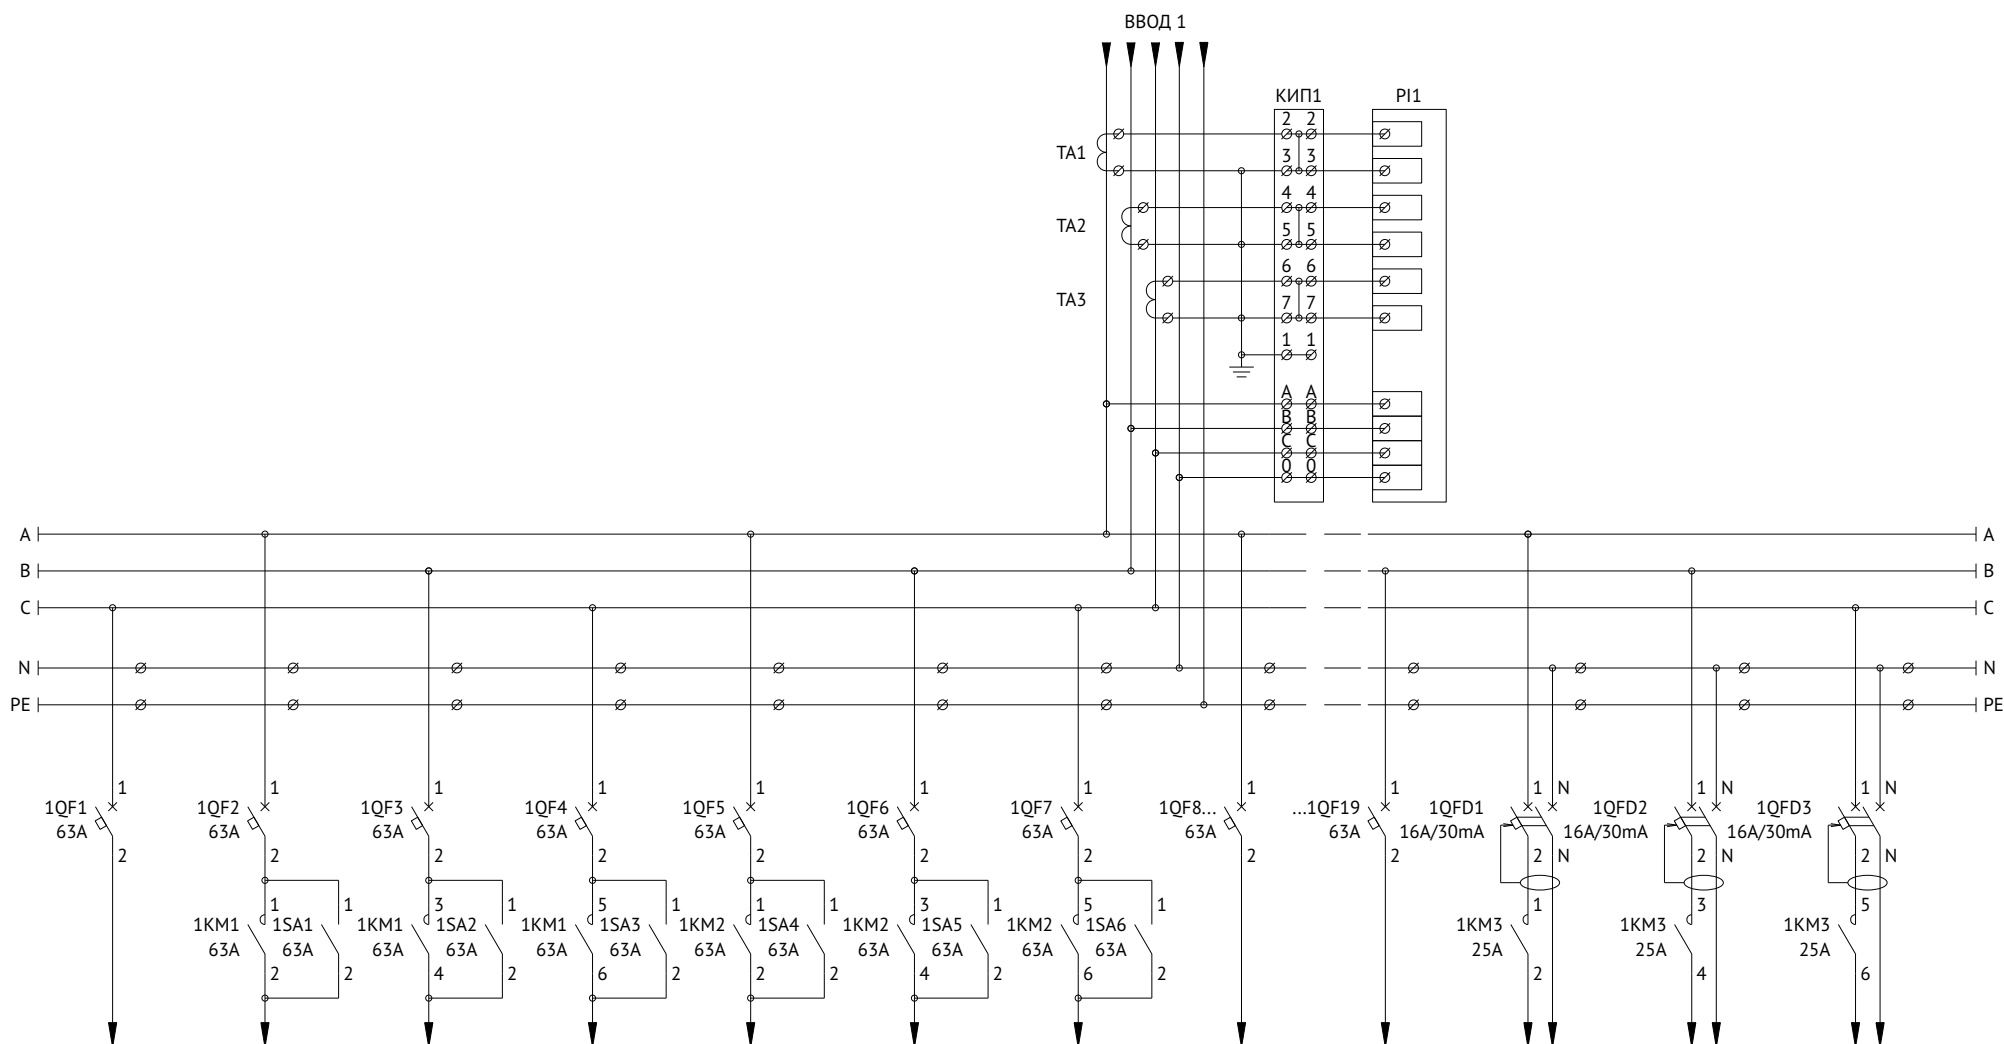 ВВОД 1
КИП1 PI1
2 2
TA1
3 3
4 4
TA2
5 5
6 6
TA3
7 7
1 1
A A
B B
C C
0 0
A A
B B
C C
N N
PE PE
1 1 1 1 1 1 1 1 1 1 N 1 N 1 N
1QF1 1QF2 1QF3 1QF4 1QF5 1QF6 1QF7 1QF8... ...1QF19 1QFD1 1QFD2 1QFD3
63A 63A 63A 63A 63A 63A 63A 63A 63A 16A/30mA 16A/30mA 16A/30mA
2 2 2 2 2 2 2 2 2 2 N 2 N 2 N
1 1 3 1 5 1 1 1 3 1 5 1 1 3 5
1KM1 1SA1 1KM1 1SA2 1KM1 1SA3 1KM2 1SA4 1KM2 1SA5 1KM2 1SA6 1KM3 1KM3 1KM3
63A 63A 63A 63A 63A 63A 63A 63A 63A 63A 63A 63A 25A 25A 25A
2 2 4 2 6 2 2 2 4 2 6 2 2 4 6